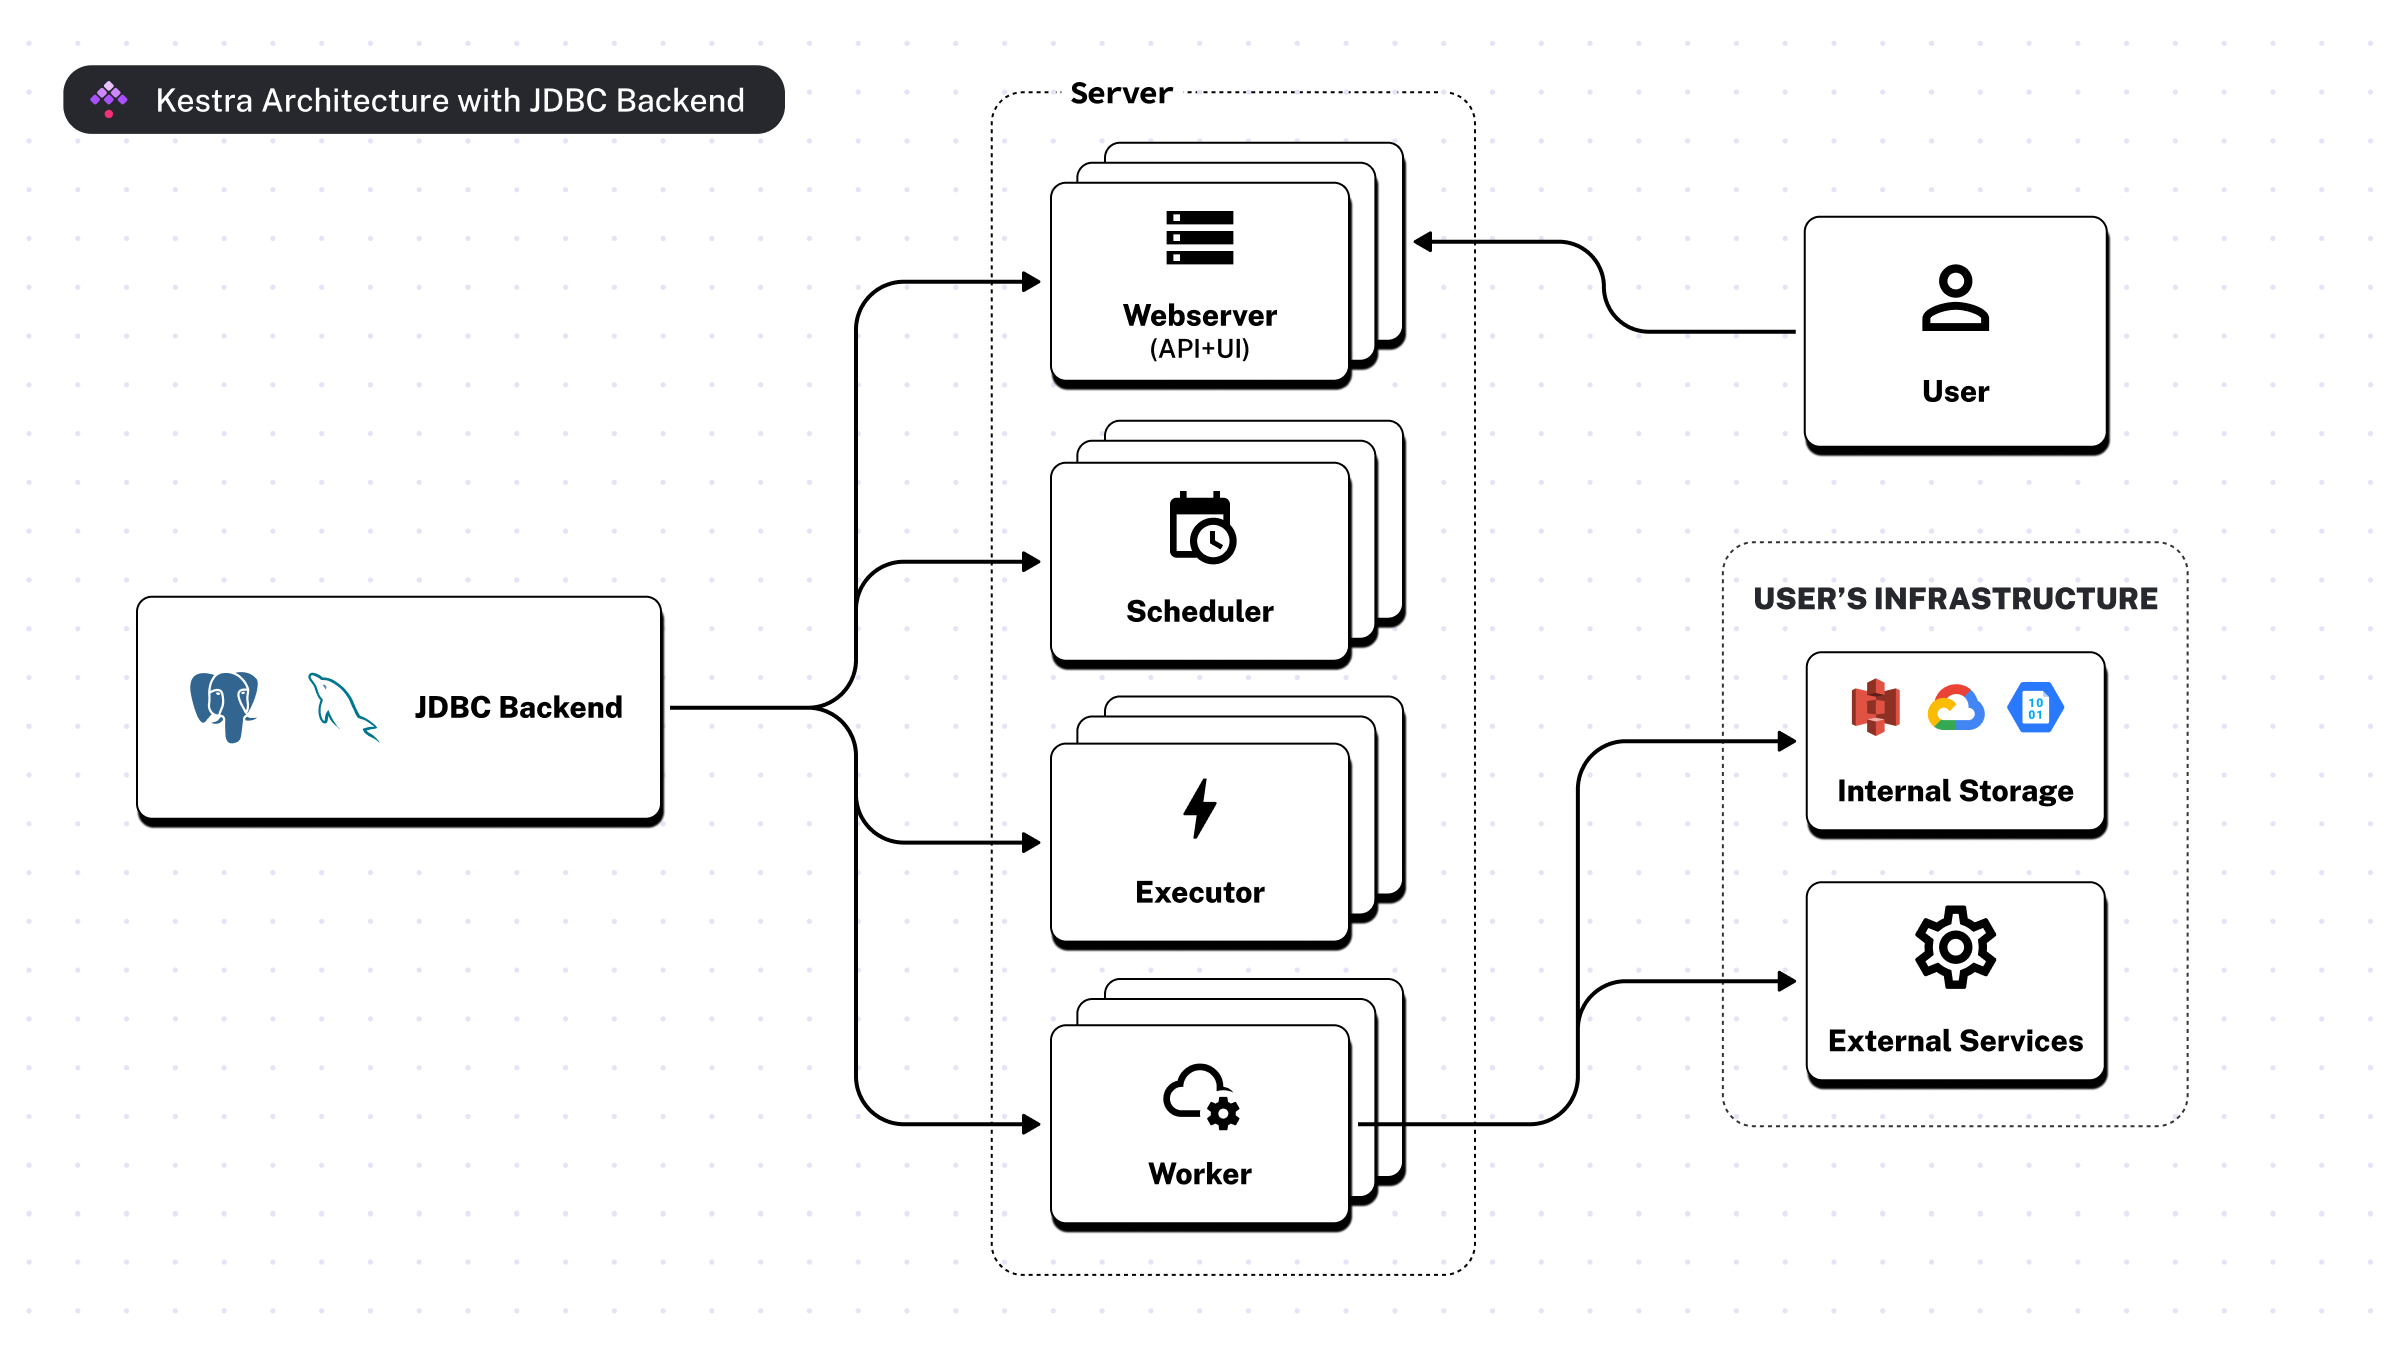 Kestra Architecture with JDBC Backend
Server
Webserver
(API+UI)
Scheduler
Executor
Worker
JDBC Backend
User
USER’S INFRASTRUCTURE
10
01
Internal Storage
External Services